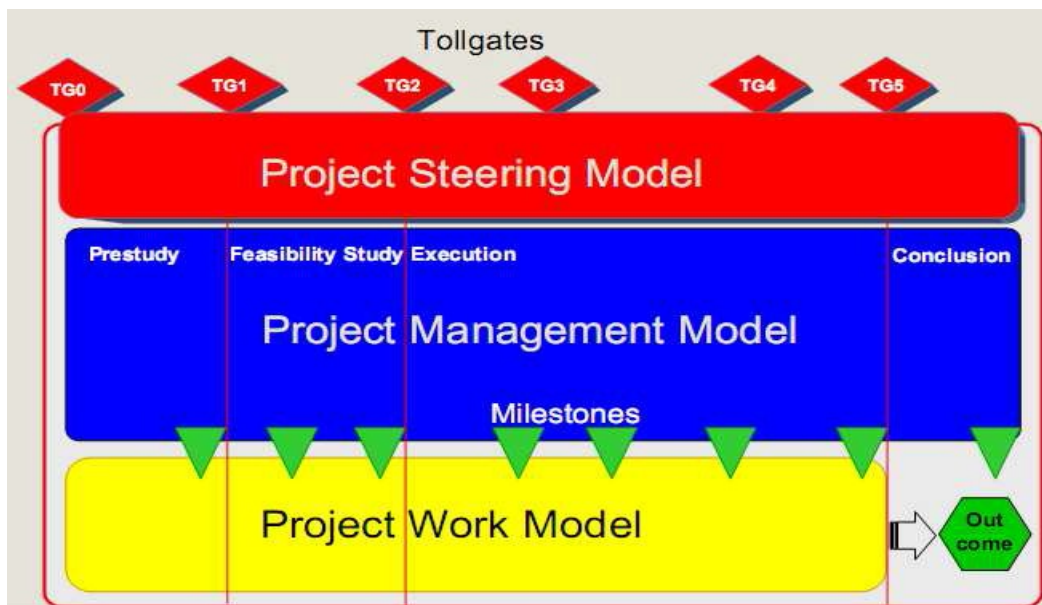 Tollgates
TG0 TG1 TG2 TG3 TG4 TG5
Project Steering Model
Prestudy Feasibility Study Execution Conclusion
Project Management Model
Milestones
Project Work Model
Out
come